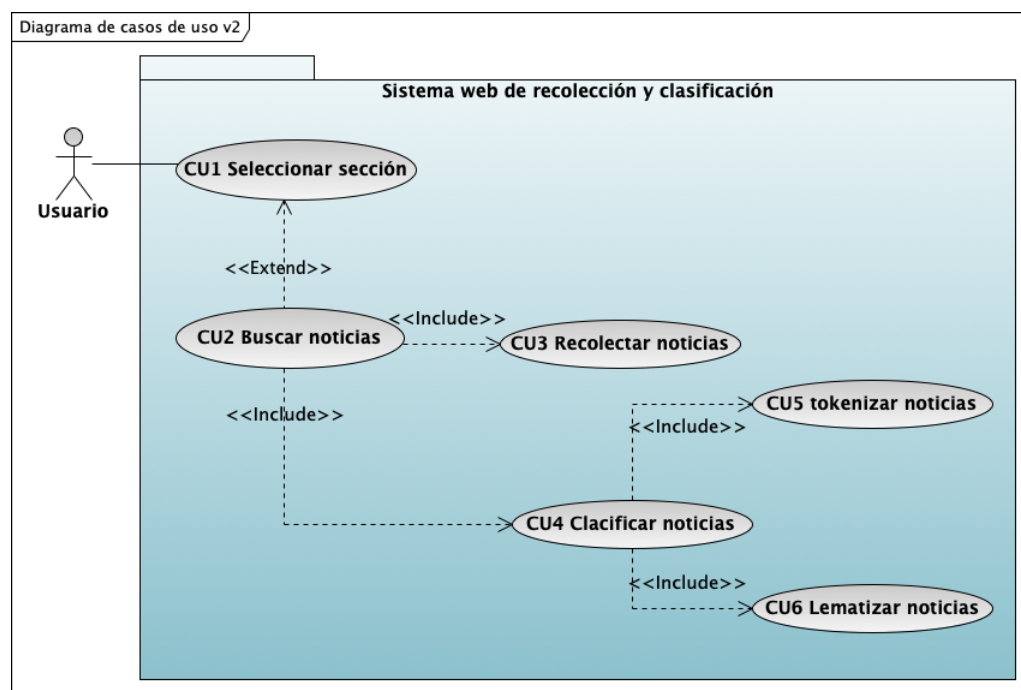 Diagrama de casos de uso v2
Sistema web de recolección y clasificación
CU1 Seleccionar sección
Usuario
<<Extend>>
CU2 Buscar noticias
<<Include>>
CU3 Recolectar noticias
<<Include>>
CU5 tokenizar noticias
<<Include>>
CU4 Clacificar noticias
<<Include>>
CU6 Lematizar noticias